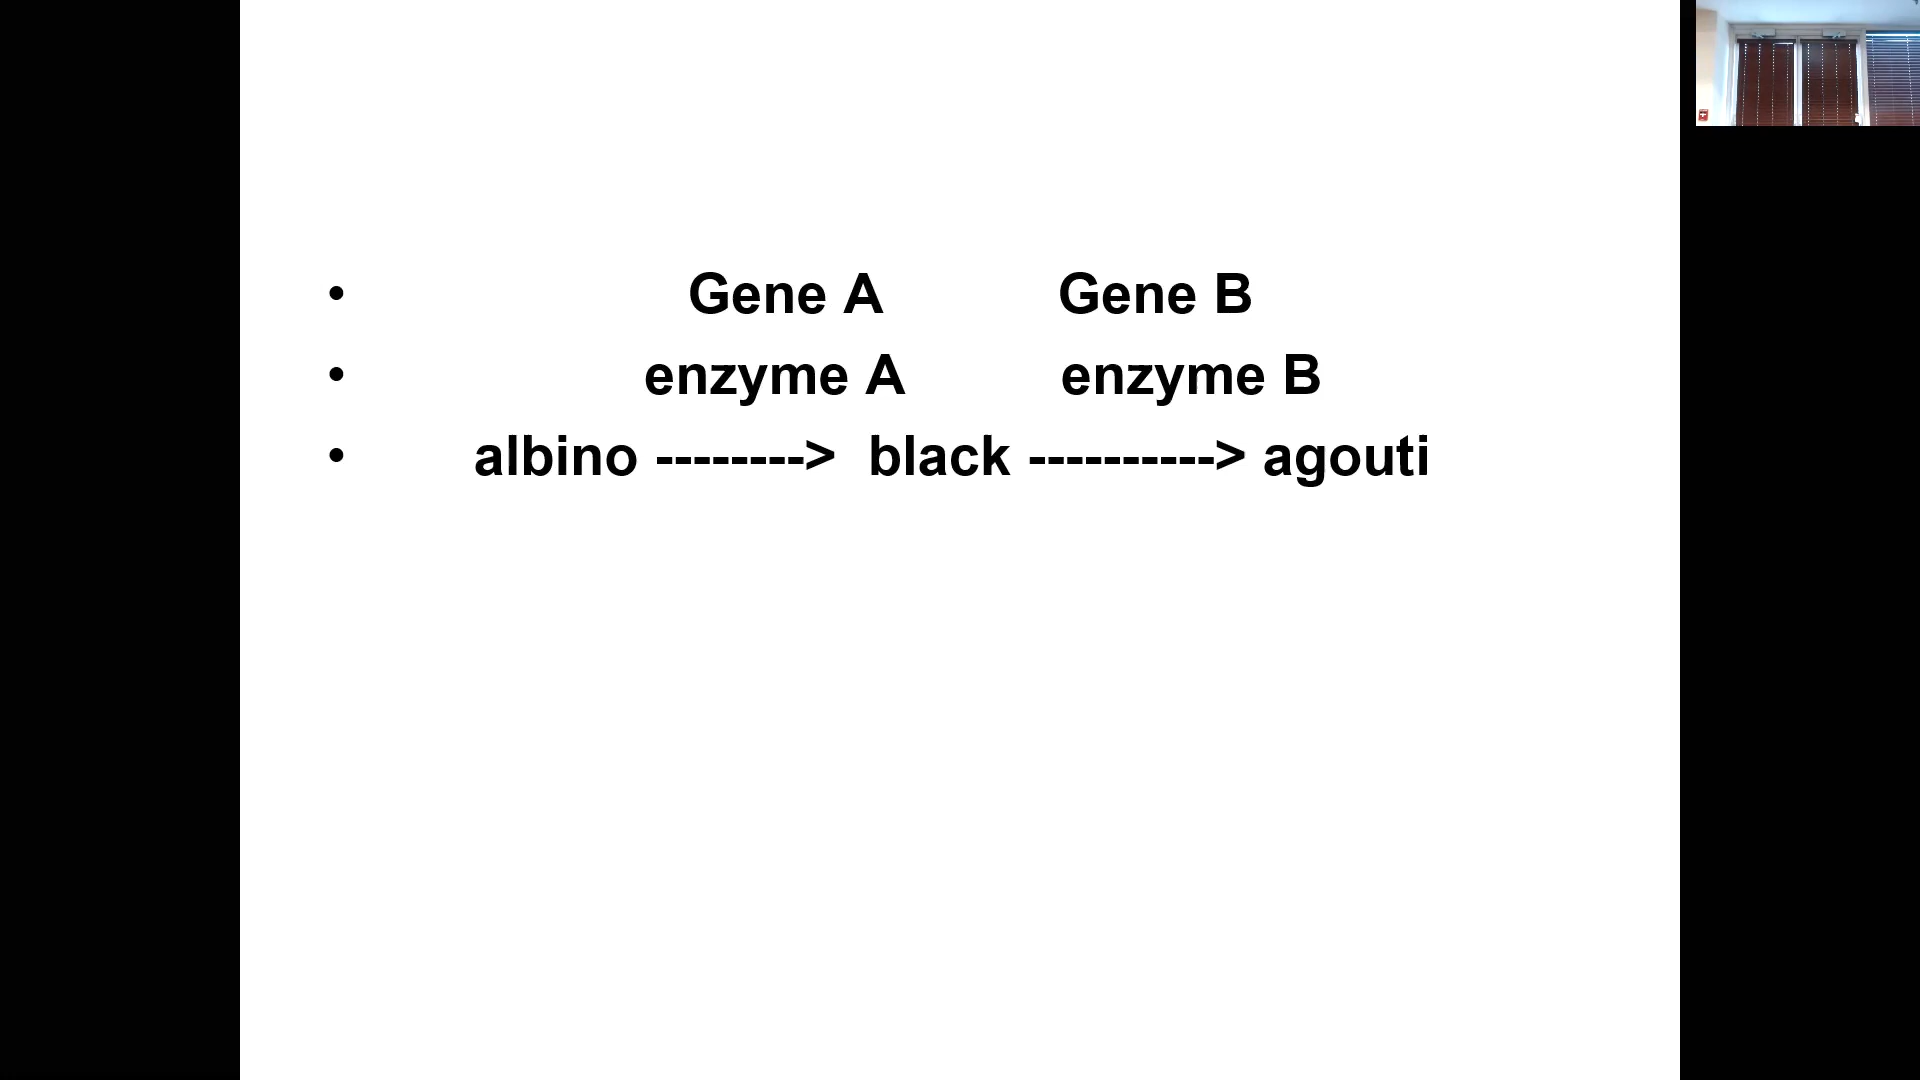 • Gene A Gene B
• enzyme A enzyme B
• albino --------> black ----------> agouti